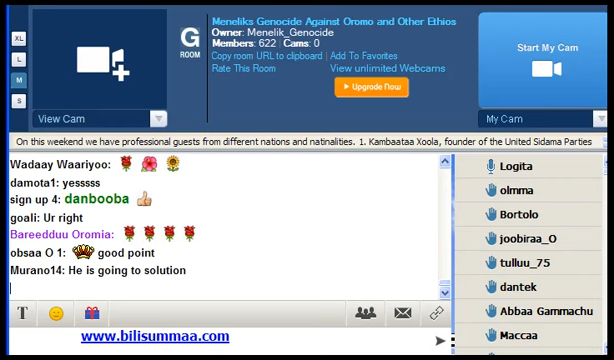 XL
L
M
S
G
ROOM
Meneliks Genocide Against Oromo and Other Ethios
Owner: Menelik_Genocide
Members: 622 | Cams: 0
Copy room URL to clipboard | Add To Favorites
Rate This Room
View unlimited Webcams
Upgrade Now
Start My Cam
View Cam
My Cam
On this weekend we have professional guests from different nations and natinalities. 1. Kambaataa Xoola, founder of the United Sidama Parties
Wadaay Waariyoo:
damota1: yesssss
sign up 4: danbooba
goali: Ur right
Bareedduu Oromia:
obsaa O 1: good point
Murano14: He is going to solution
Logita
olmma
Bortolo
joobiraa_O
tulluu_75
dantek
Abbaa Gammachu
Maccaa
T
www.bilisummaa.com